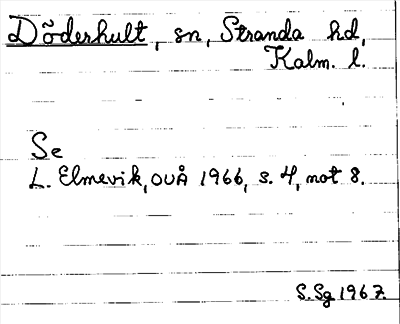 Döderhult, sn, Stranda hd,
Kalm. l.
Se
L. Elmevik, OUÅ 1966, s. 4, not 8.
S.Sg 1967.